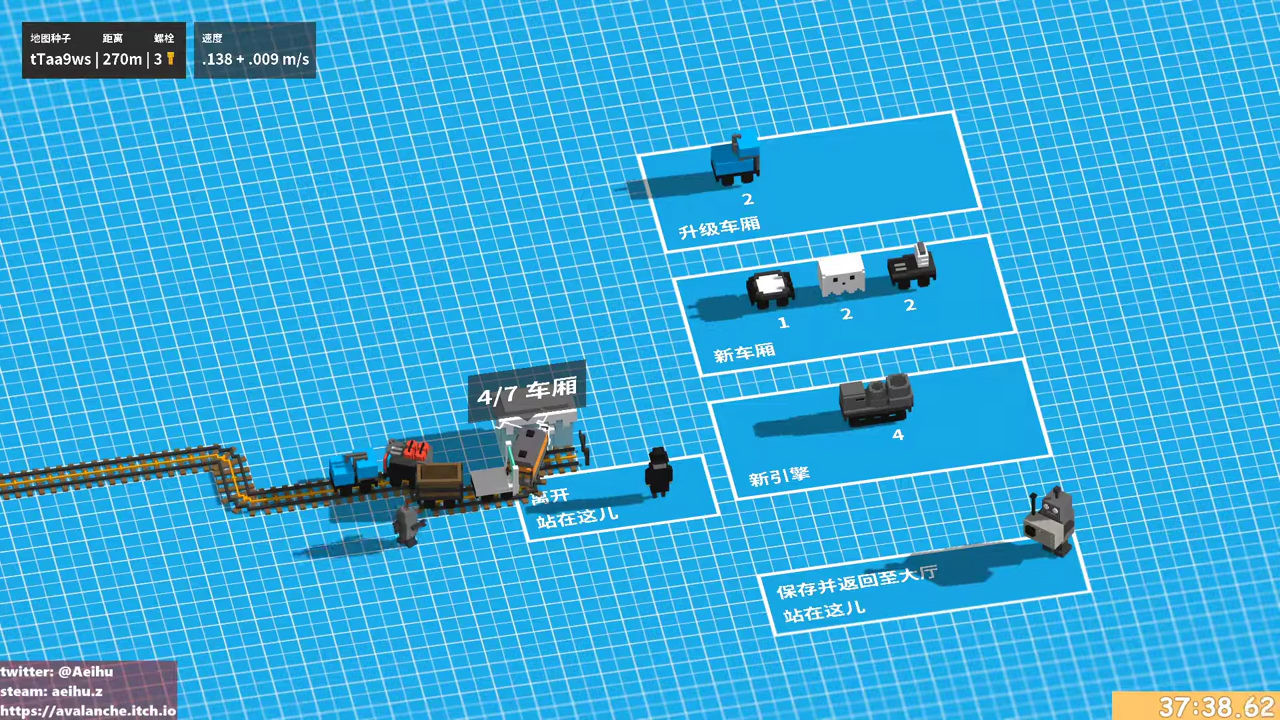 地图种子 距离 螺栓
tTaa9ws | 270m | 3
速度
.138 + .009 m/s
2
升级车厢
1 2 2
新车厢
4/7 车厢
4
新引擎
离开
站在这儿
保存并返回至大厅
站在这儿
twitter: @Aeihu
steam: aeihu.z
https://avalanche.itch.io
37:38.62